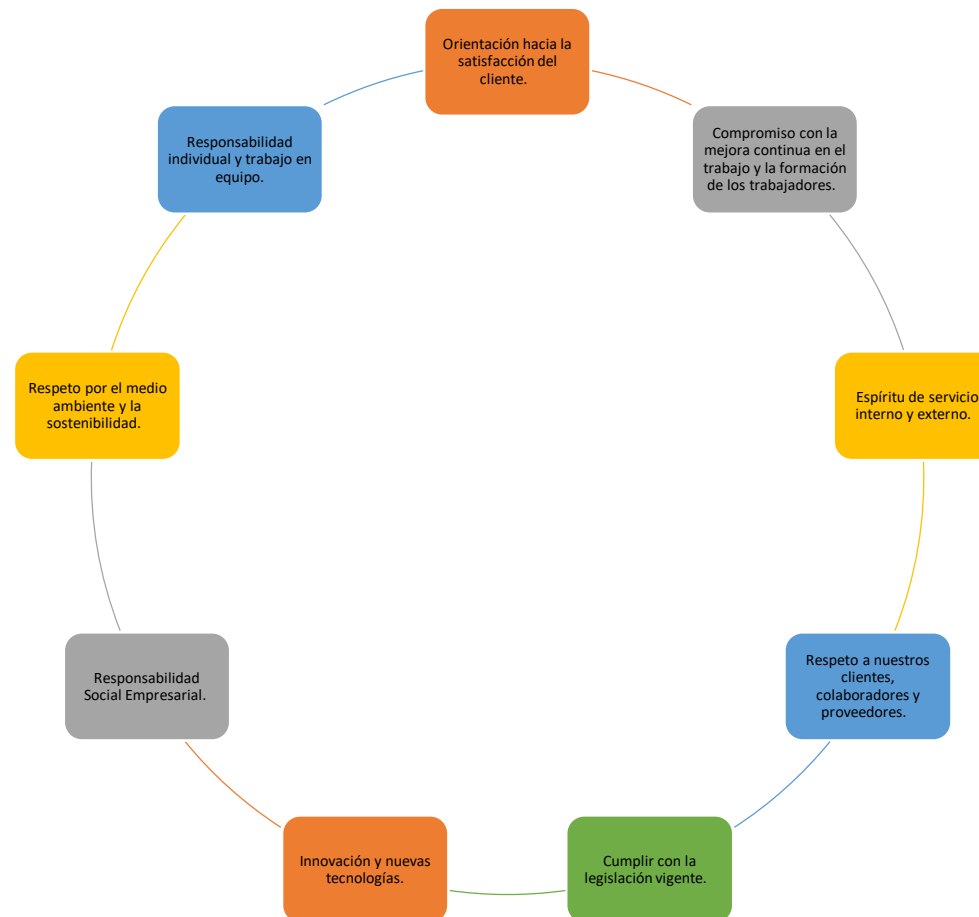 Orientación hacia la
satisfacción del
cliente.
Compromiso con la
mejora continua en el
trabajo y la formación
de los trabajadores.
Espíritu de servicio
interno y externo.
Respeto a nuestros
clientes,
colaboradores y
proveedores.
Cumplir con la
legislación vigente.
Innovación y nuevas
tecnologías.
Responsabilidad
Social Empresarial.
Respeto por el medio
ambiente y la
sostenibilidad.
Responsabilidad
individual y trabajo en
equipo.